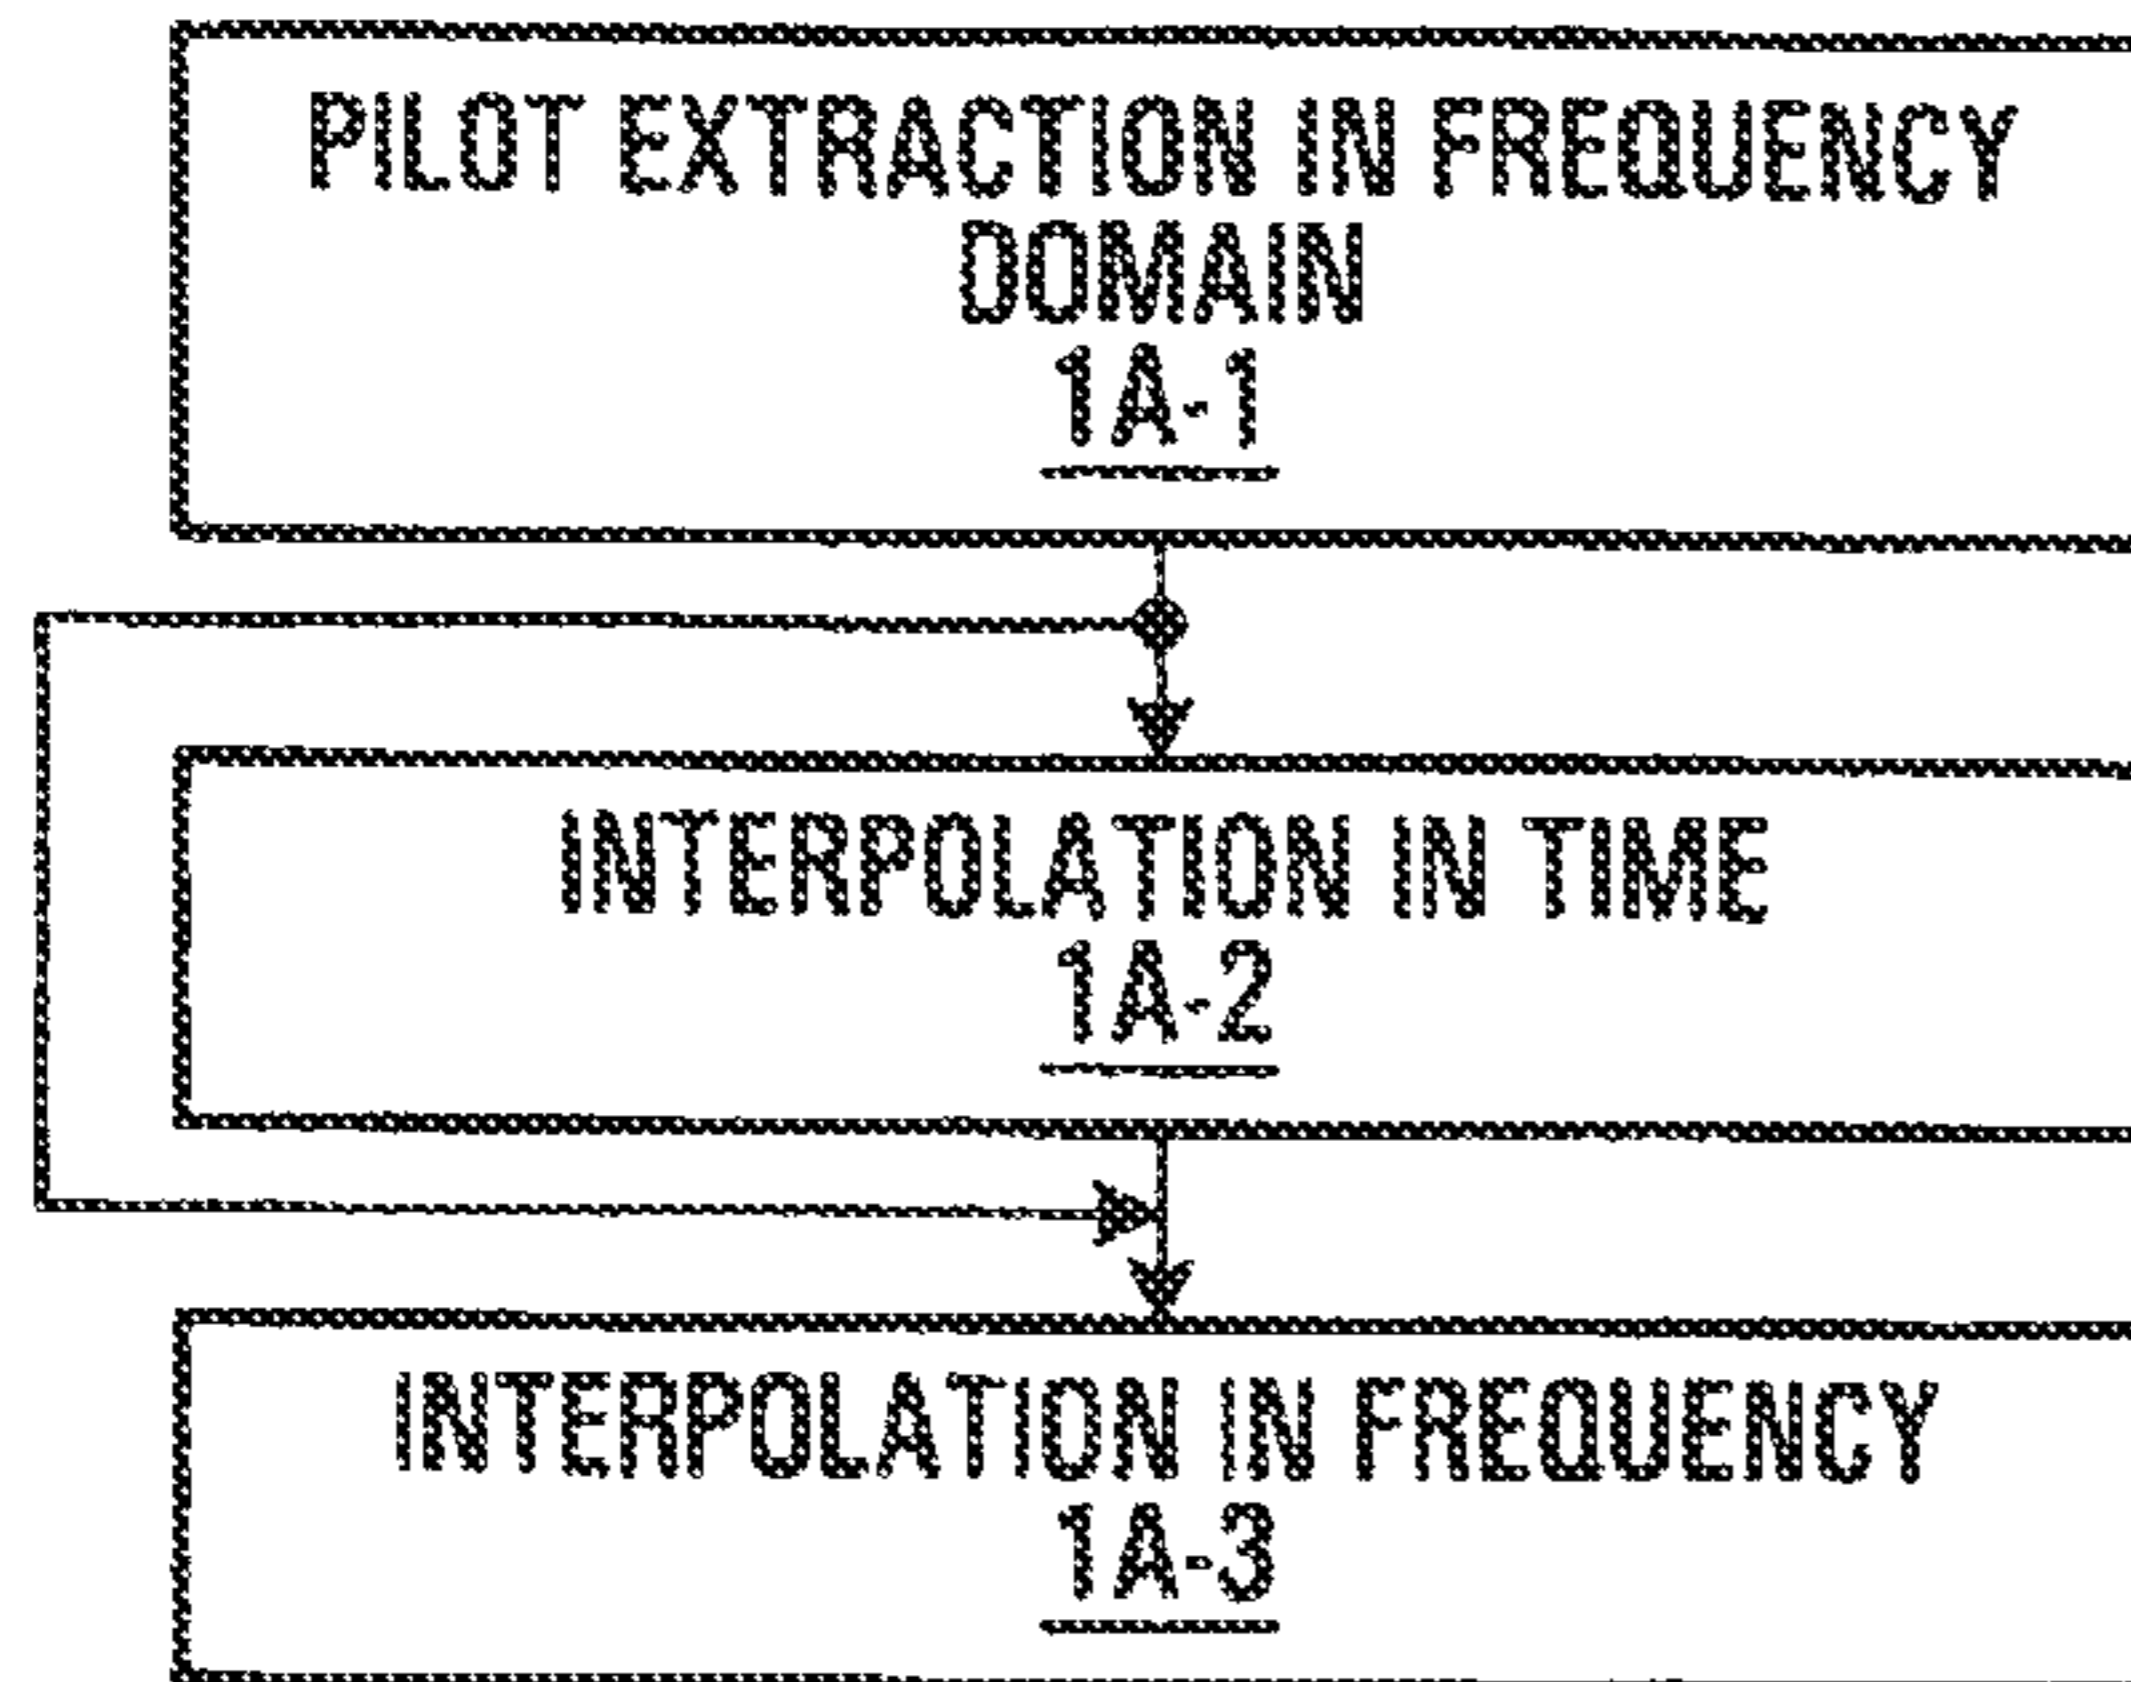 PILOT EXTRACTION IN FREQUENCY
DOMAIN
1A-1
INTERPOLATION IN TIME
1A-2
INTERPOLATION IN FREQUENCY
1A-3